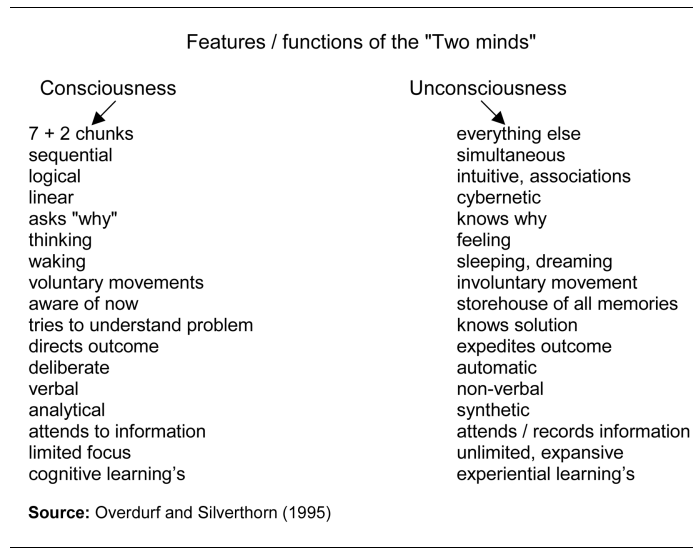 Features / functions of the "Two minds"
Consciousness Unconsciousness
7 + 2 chunks everything else
sequential simultaneous
logical intuitive, associations
linear cybernetic
asks "why" knows why
thinking feeling
waking sleeping, dreaming
voluntary movements involuntary movement
aware of now storehouse of all memories
tries to understand problem knows solution
directs outcome expedites outcome
deliberate automatic
verbal non-verbal
analytical synthetic
attends to information attends / records information
limited focus unlimited, expansive
cognitive learning’s experiential learning’s
Source: Overdurf and Silverthorn (1995)